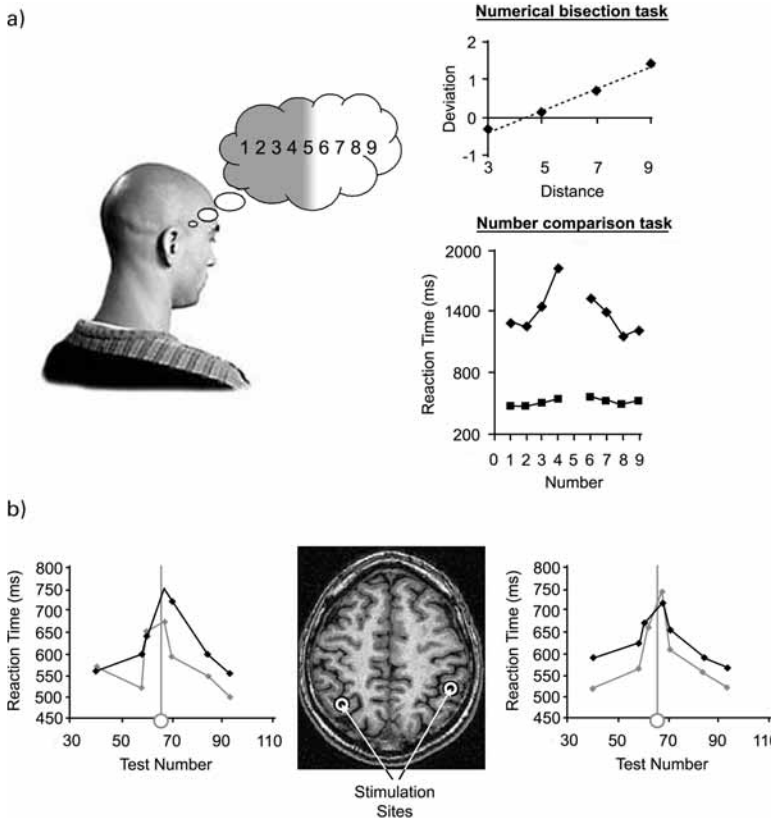 a)
Numerical bisection task
2
1
0
-1
Deviation
3 5 7 9
Distance
1 2 3 4 5 6 7 8 9
Number comparison task
2000
1400
800
200
Reaction Time (ms)
0 1 2 3 4 5 6 7 8 9
Number
b)
800
750
700
650
600
550
500
450
Reaction Time (ms)
30 50 70 90 110
Test Number
Stimulation
Sites
800
750
700
650
600
550
500
450
Reaction Time (ms)
30 50 70 90 110
Test Number